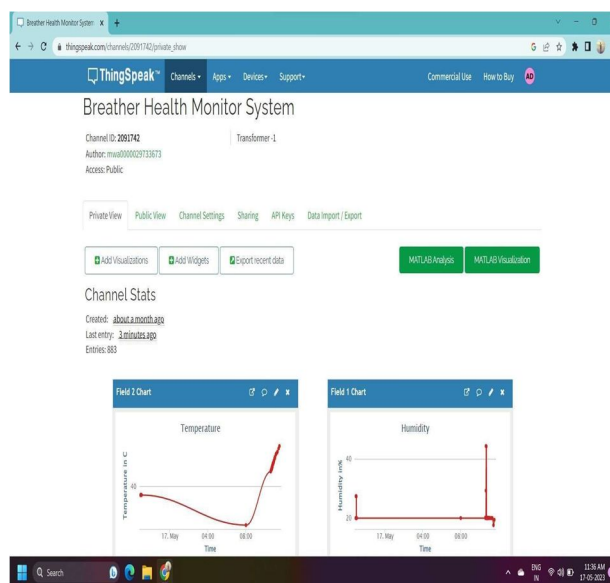 Breather Health Monitor System
thingspeak.com/channels/2091742/private_show
ThingSpeak™ Channels Apps Devices Support Commercial Use How to Buy AD
Breather Health Monitor System
Channel ID: 2091742 Transformer -1
Author: mwa0000029733673
Access: Public
Private View Public View Channel Settings Sharing API Keys Data Import / Export
Add Visualizations Add Widgets Export recent data MATLAB Analysis MATLAB Visualization
Channel Stats
Created: about a month ago
Last entry: 3 minutes ago
Entries: 883
Field 2 Chart
Temperature
Temperature in C
40
17. May 04:00 08:00
Time
Field 1 Chart
Humidity
Humidity in%
40
20
17. May 04:00 08:00
Time
Search
ENG
IN
11:36 AM
17-05-2023